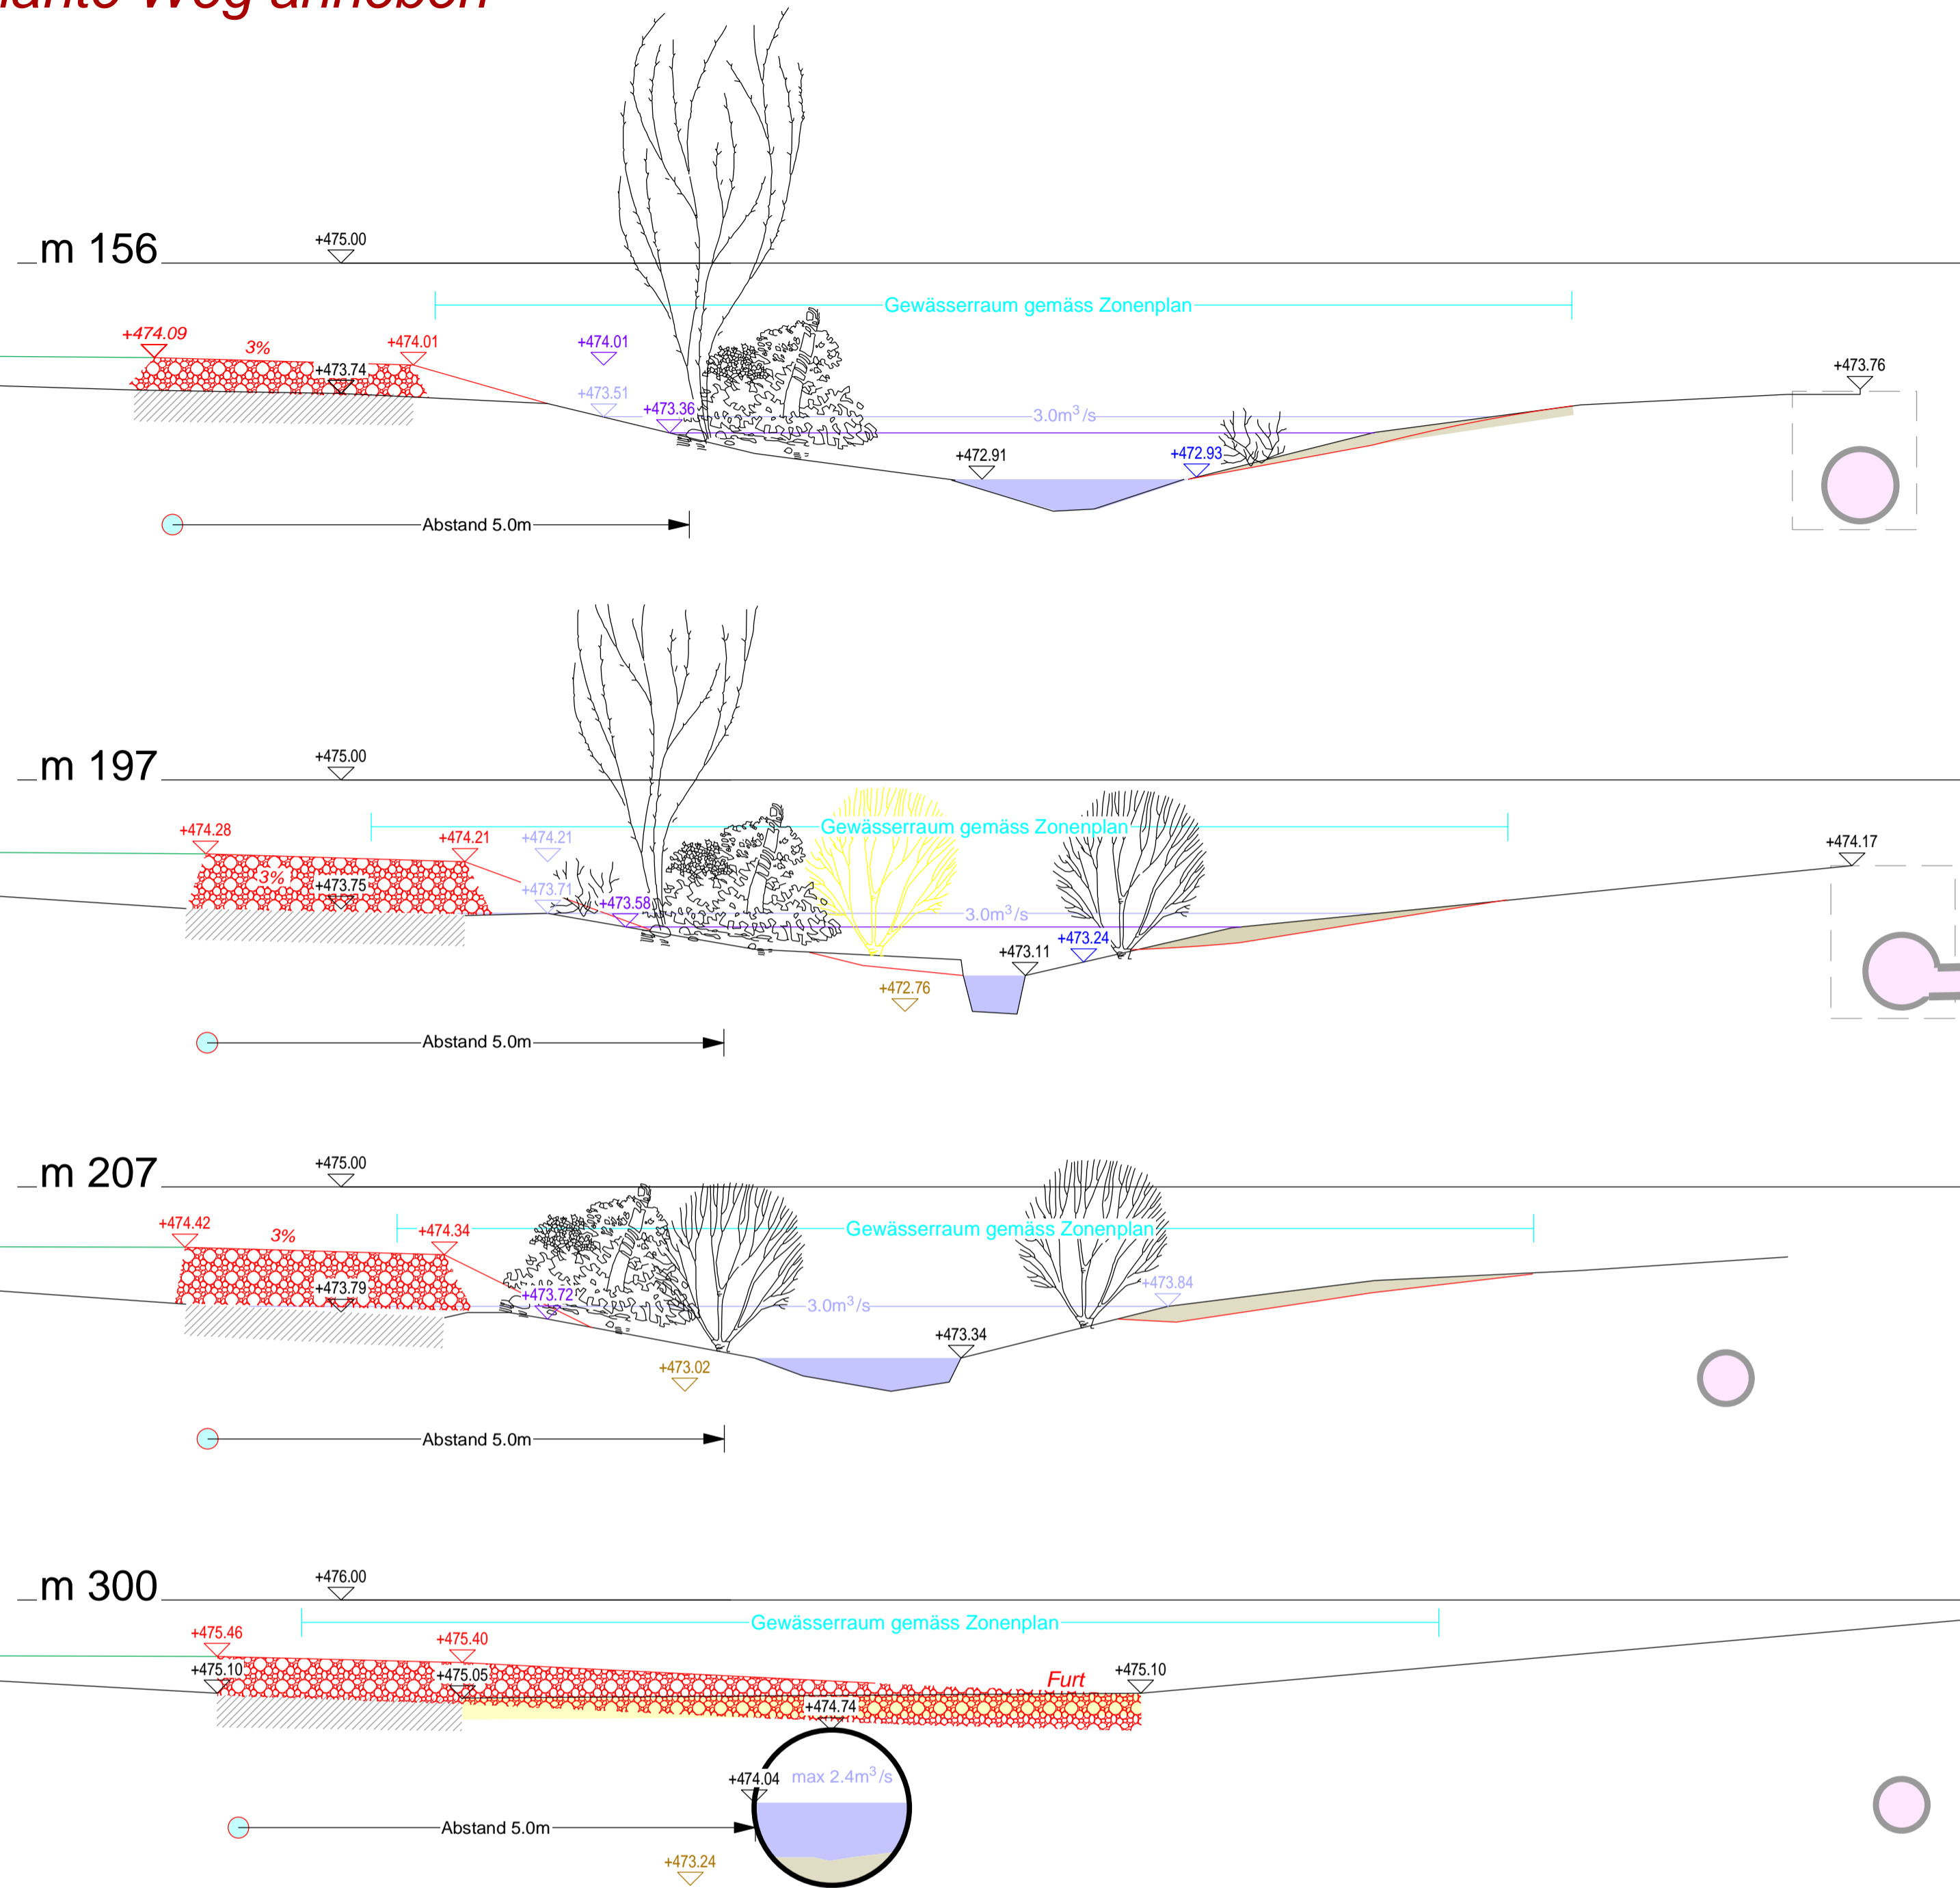 Weg anheben
m 156
+475.00
Gewässerraum gemäss Zonenplan
+474.09
3%
+474.01
+474.01
+473.74
+473.76
+473.51
+473.36
3.0m³/s
+472.91
+472.93
Abstand 5.0m
m 197
+475.00
Gewässerraum gemäss Zonenplan
+474.28
+474.21
+474.21
+474.17
3%
+473.75
+473.71
+473.58
3.0m³/s
+473.24
+473.11
+472.76
Abstand 5.0m
m 207
+475.00
Gewässerraum gemäss Zonenplan
+474.42
3%
+474.34
+473.84
+473.79
+473.72
3.0m³/s
+473.34
+473.02
Abstand 5.0m
m 300
+476.00
Gewässerraum gemäss Zonenplan
+475.46
+475.40
+475.10
+475.05
Furt
+475.10
+474.74
+474.04
max 2.4m³/s
Abstand 5.0m
+473.24